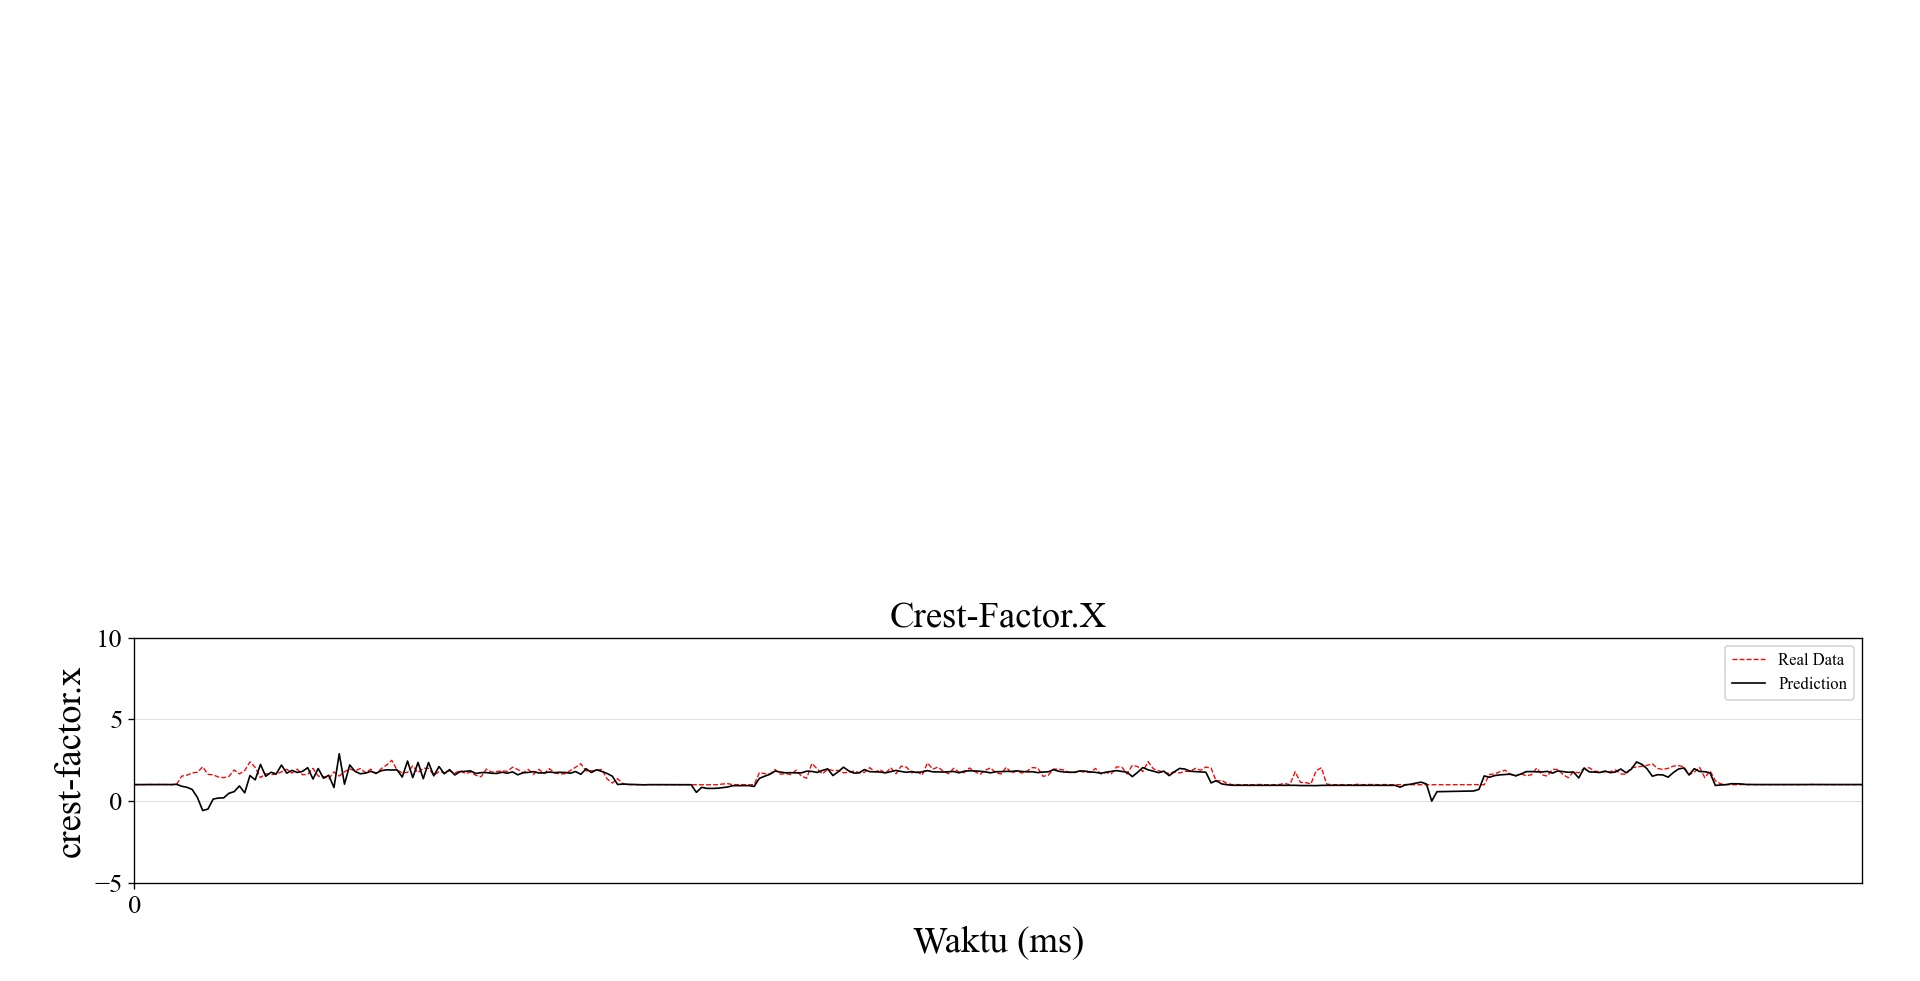 Crest-Factor.X
10
5
0
−5
crest-factor.x
Real Data
Prediction
0
Waktu (ms)